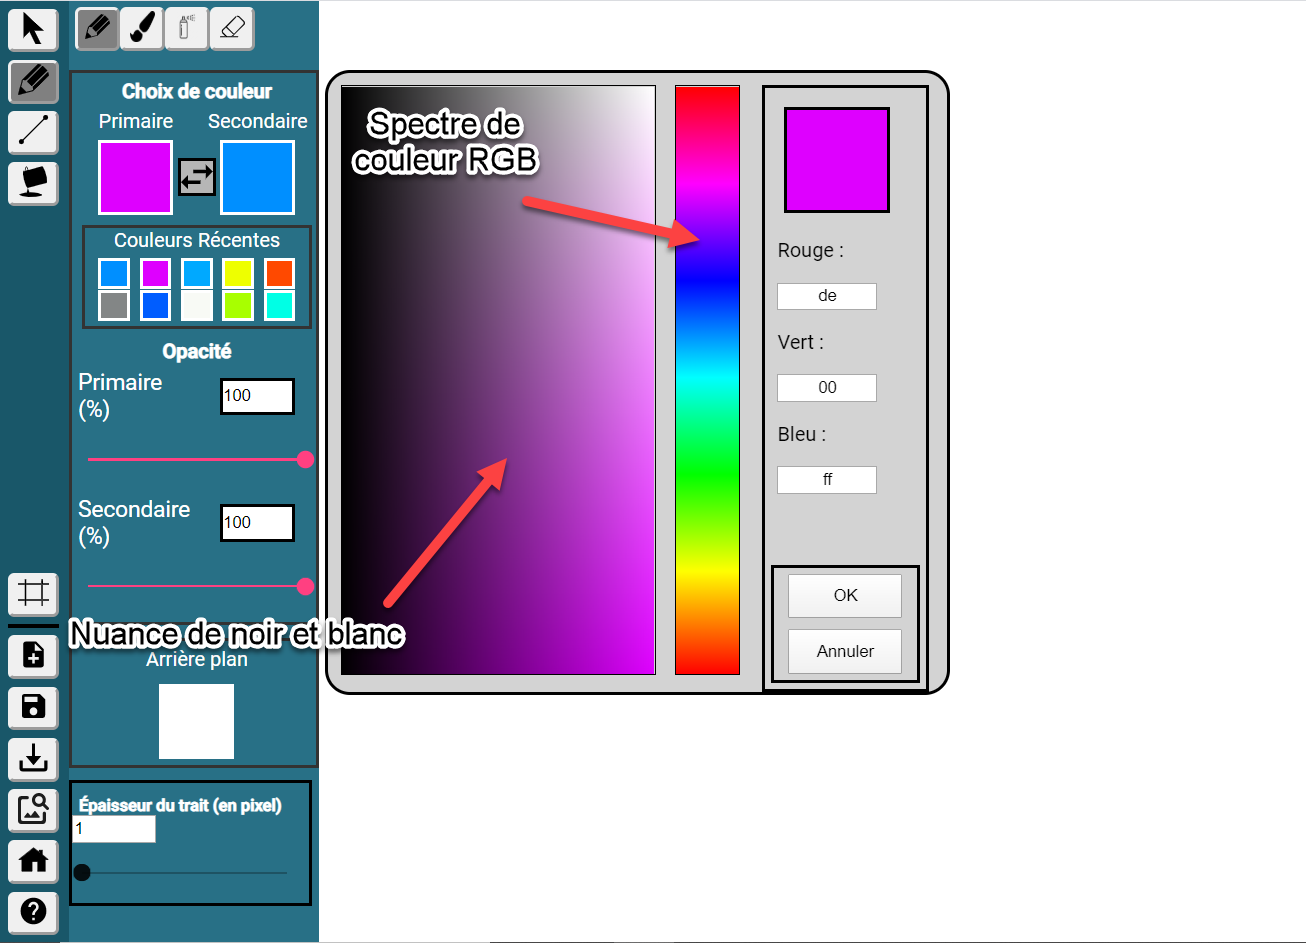 Choix de couleur
Primaire Secondaire
Couleurs Récentes
Opacité
Primaire
(%)
100
Secondaire
(%)
100
Nuance de noir et blanc
Arrière plan
Épaisseur du trait (en pixel)
1
Spectre de
couleur RGB
Rouge :
de
Vert :
00
Bleu :
ff
OK
Annuler